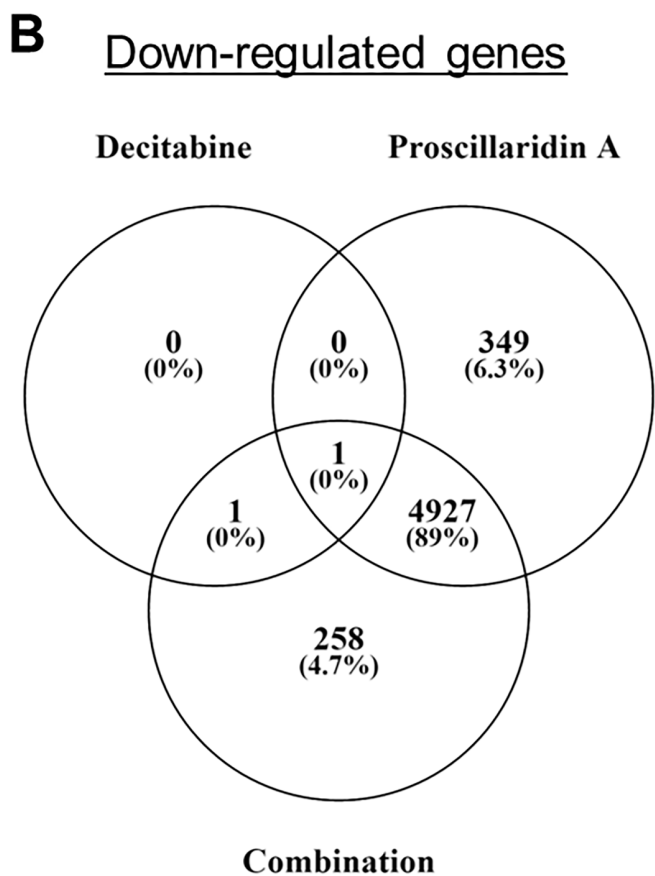 B
Down-regulated genes
Decitabine
Proscillaridin A
0
(0%)
0
(0%)
349
(6.3%)
1
(0%)
1
(0%)
4927
(89%)
258
(4.7%)
Combination